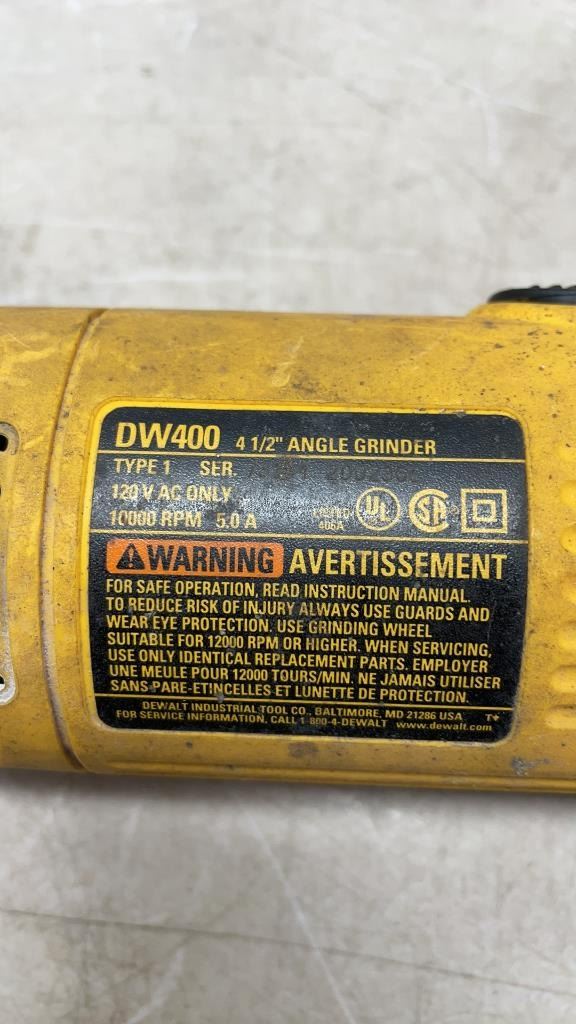 DW400 4 1/2" ANGLE GRINDER
TYPE 1 SER.
120 V AC ONLY
10000 RPM 5.0 A
LISTED
406A
UL
SA
WARNING AVERTISSEMENT
FOR SAFE OPERATION, READ INSTRUCTION MANUAL.
TO REDUCE RISK OF INJURY ALWAYS USE GUARDS AND
WEAR EYE PROTECTION. USE GRINDING WHEEL
SUITABLE FOR 12000 RPM OR HIGHER. WHEN SERVICING,
USE ONLY IDENTICAL REPLACEMENT PARTS. EMPLOYER
UNE MEULE POUR 12000 TOURS/MIN. NE JAMAIS UTILISER
SANS PARE-ETINCELLES ET LUNETTE DE PROTECTION.
DEWALT INDUSTRIAL TOOL CO., BALTIMORE, MD 21286 USA
FOR SERVICE INFORMATION, CALL 1-800-4-DEWALT www.dewalt.com